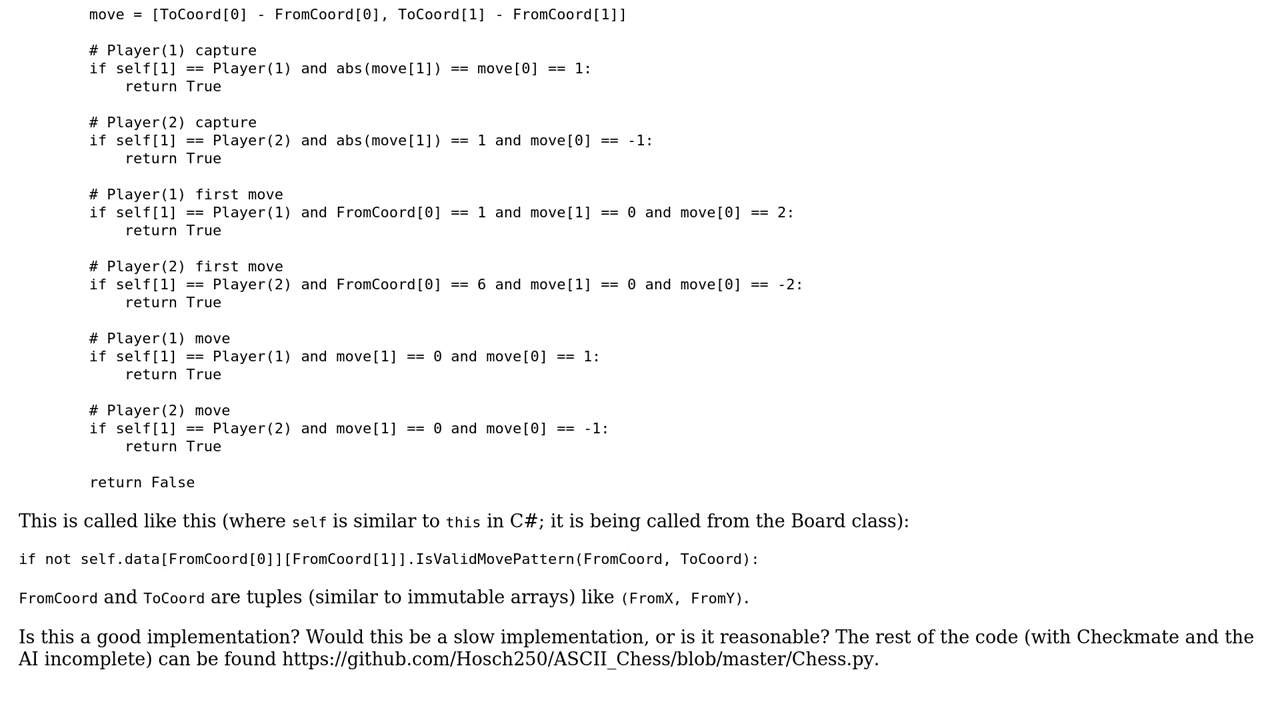 move = [ToCoord[0] - FromCoord[0], ToCoord[1] - FromCoord[1]]
# Player(1) capture
if self[1] == Player(1) and abs(move[1]) == move[0] == 1:
return True
# Player(2) capture
if self[1] == Player(2) and abs(move[1]) == 1 and move[0] == -1:
return True
# Player(1) first move
if self[1] == Player(1) and FromCoord[0] == 1 and move[1] == 0 and move[0] == 2:
return True
# Player(2) first move
if self[1] == Player(2) and FromCoord[0] == 6 and move[1] == 0 and move[0] == -2:
return True
# Player(1) move
if self[1] == Player(1) and move[1] == 0 and move[0] == 1:
return True
# Player(2) move
if self[1] == Player(2) and move[1] == 0 and move[0] == -1:
return True
return False
This is called like this (where self is similar to this in C#; it is being called from the Board class):
if not self.data[FromCoord[0]][FromCoord[1]].IsValidMovePattern(FromCoord, ToCoord):
FromCoord and ToCoord are tuples (similar to immutable arrays) like (FromX, FromY).
Is this a good implementation? Would this be a slow implementation, or is it reasonable? The rest of the code (with Checkmate and the
AI incomplete) can be found https://github.com/Hosch250/ASCII_Chess/blob/master/Chess.py.